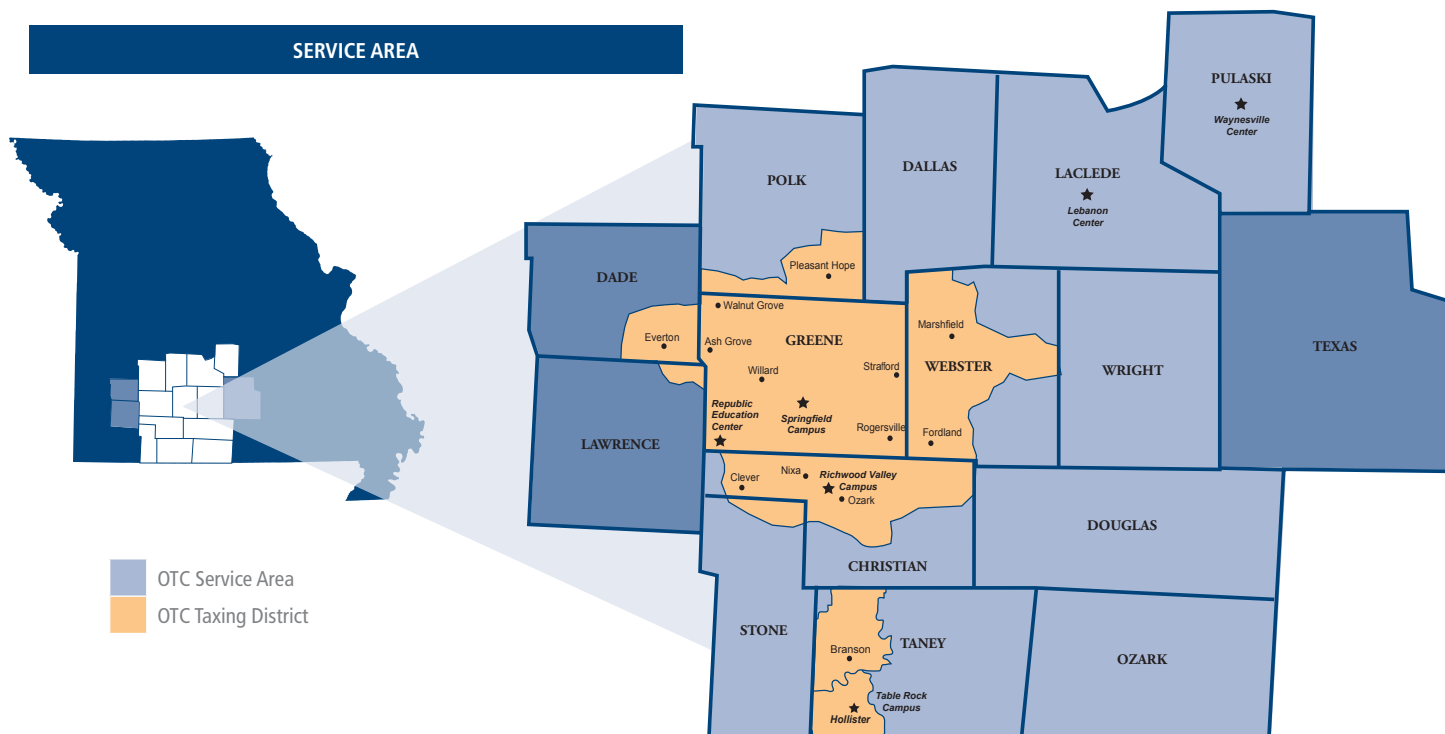 SERVICE AREA
PULASKI
Waynesville
Center
DALLAS
LACLEDE
Lebanon
Center
POLK
Pleasant Hope
DADE
Walnut Grove
Everton
Ash Grove
GREENE
Marshfield
TEXAS
Willard
Strafford
WEBSTER
WRIGHT
Republic
Education
Center
Springfield
Campus
Rogersville
Fordland
LAWRENCE
Clever
Nixa
Richwood Valley
Campus
Ozark
DOUGLAS
CHRISTIAN
OTC Service Area
OTC Taxing District
STONE
Branson
TANEY
OZARK
Table Rock
Campus
Hollister